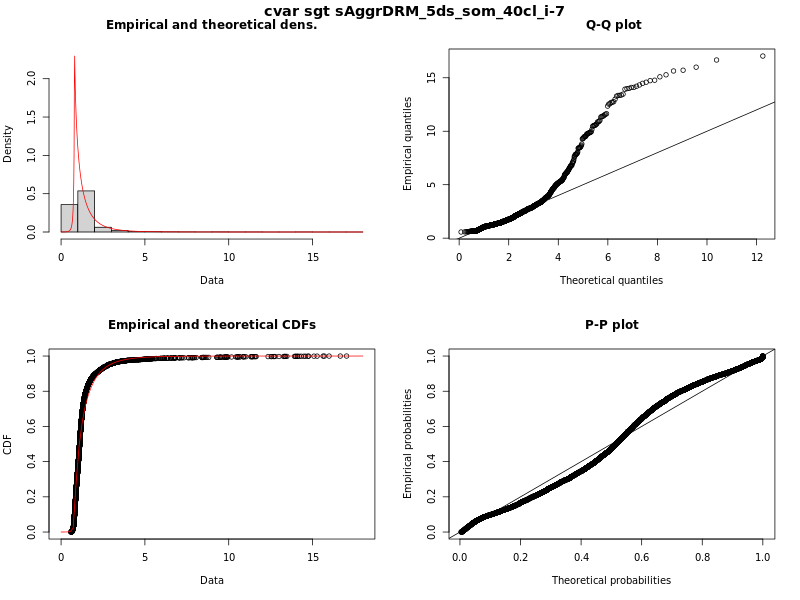 cvar sgt sAggrDRM_5ds_som_40cl_i-7
Empirical and theoretical dens.
Density
0.0 0.5 1.0 1.5 2.0
0 5 10 15
Data
Q-Q plot
Empirical quantiles
0 5 10 15
0 2 4 6 8 10 12
Theoretical quantiles
Empirical and theoretical CDFs
CDF
0.0 0.2 0.4 0.6 0.8 1.0
0 5 10 15
Data
P-P plot
Empirical probabilities
0.0 0.2 0.4 0.6 0.8 1.0
0.0 0.2 0.4 0.6 0.8 1.0
Theoretical probabilities